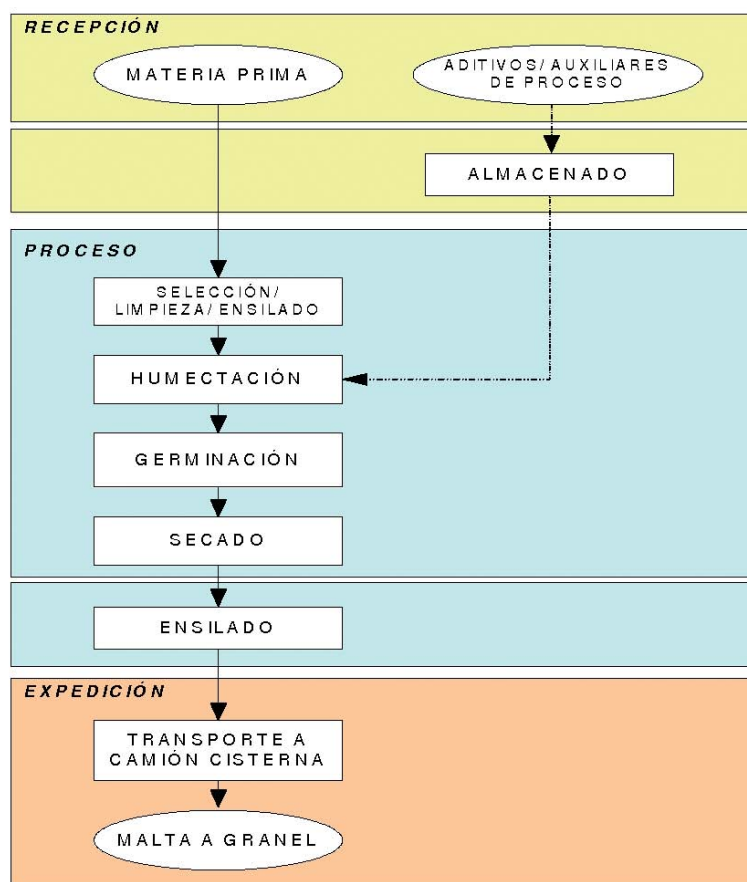 RECEPCIÓN
MATERIA PRIMA
ADITIVOS/ AUXILIARES
DE PROCESO
ALMACENADO
PROCESO
SELECCIÓN/
LIMPIEZA/ ENSILADO
HUMECTACIÓN
GERMINACIÓN
SECADO
ENSILADO
EXPEDICIÓN
TRANSPORTE A
CAMIÓN CISTERNA
MALTA A GRANEL